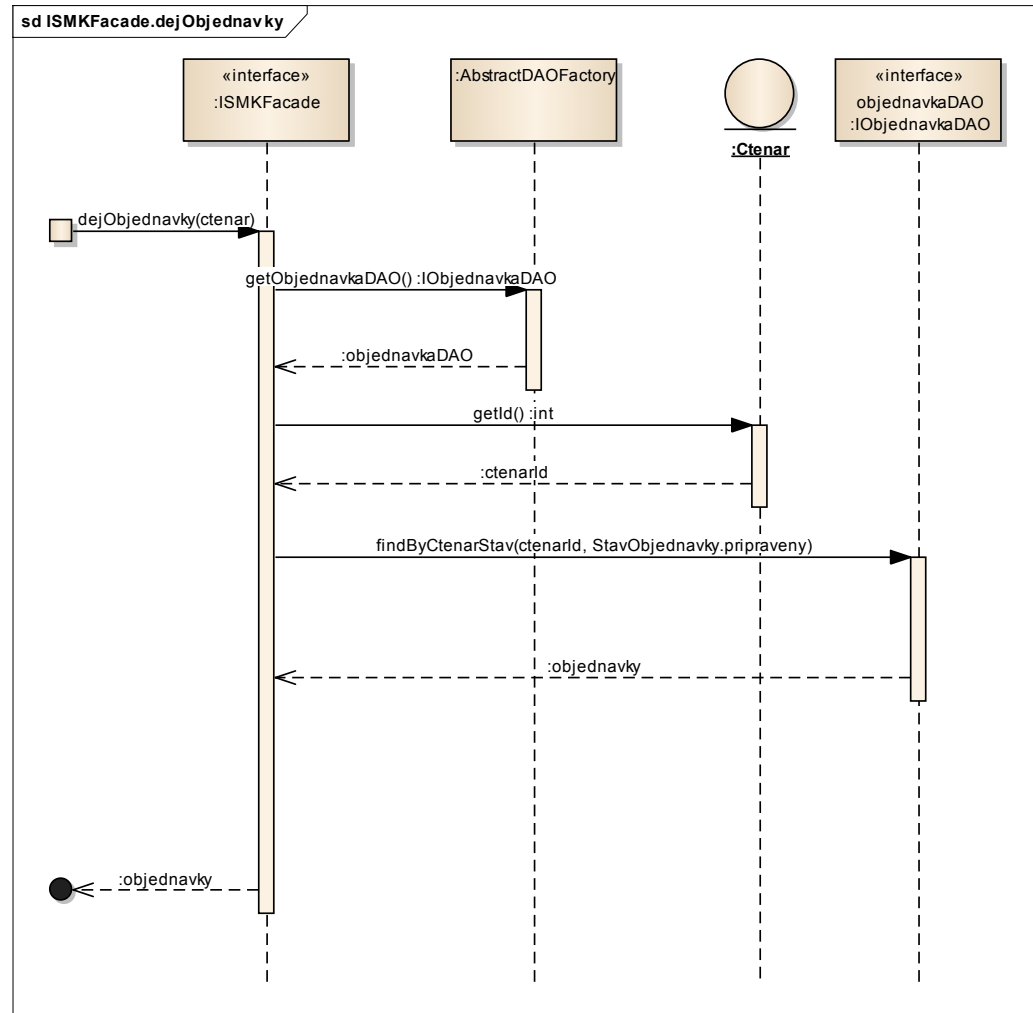 sd ISMKFacade.dejObjednavky
«interface»
:ISMKFacade
:AbstractDAOFactory
:Ctenar
«interface»
objednavkaDAO
:IObjednavkaDAO
dejObjednavky(ctenar)
getObjednavkaDAO() :IObjednavkaDAO
:objednavkaDAO
getId() :int
:ctenarId
findByCtenarStav(ctenarId, StavObjednavky.pripraveny)
:objednavky
:objednavky